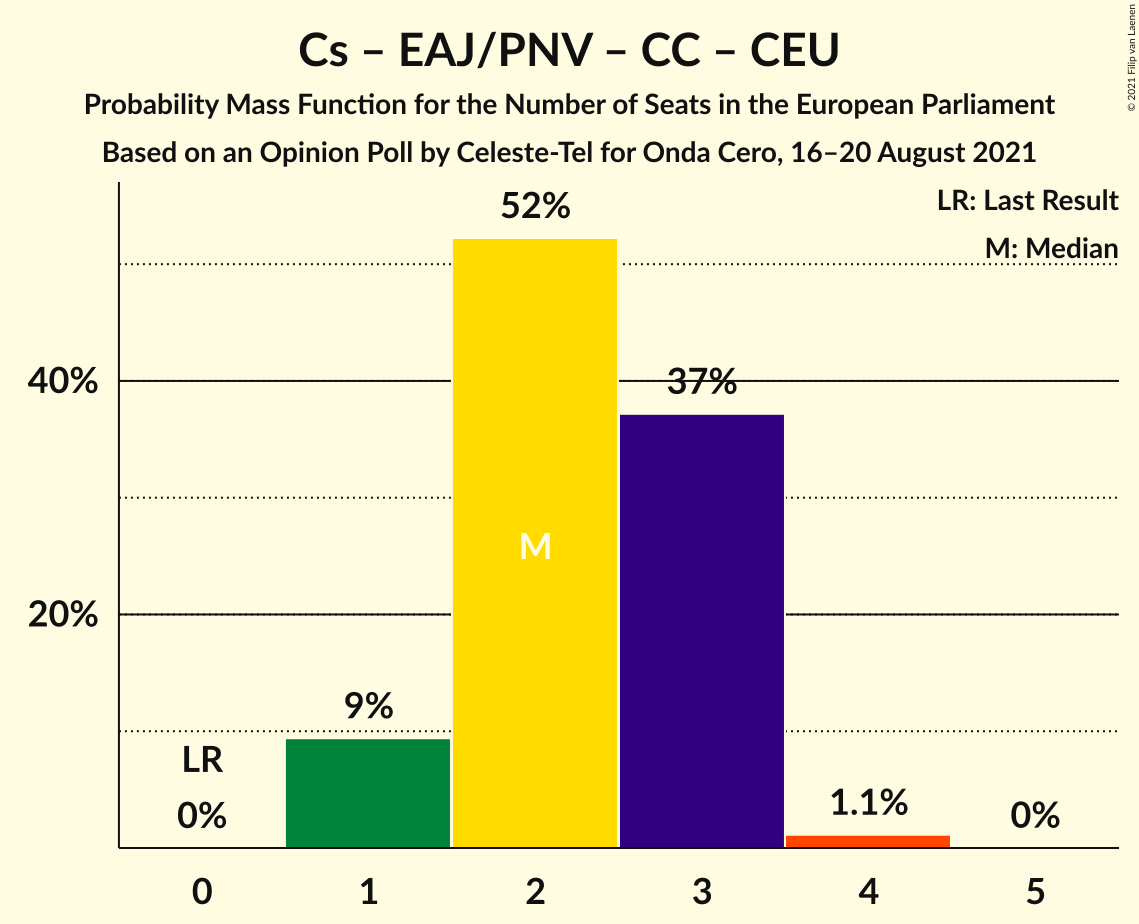 Cs – EAJ/PNV – CC – CEU
Probability Mass Function for the Number of Seats in the European Parliament
Based on an Opinion Poll by Celeste-Tel for Onda Cero, 16–20 August 2021
© 2021 Filip van Laenen
LR: Last Result
M: Median
52%
40%
37%
M
20%
9%
LR
0%
1.1%
0%
0 1 2 3 4 5